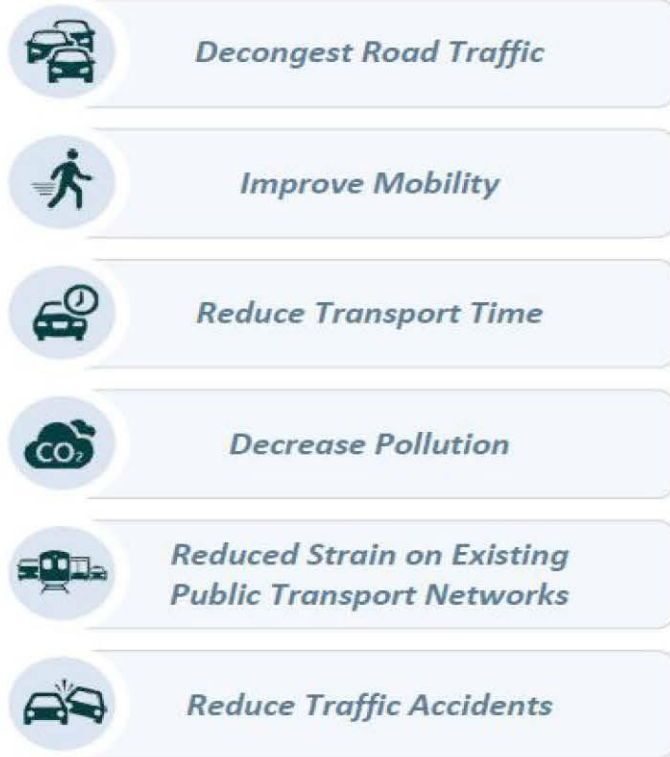 Decongest Road Traffic
Improve Mobility
Reduce Transport Time
CO₂
Decrease Pollution
Reduced Strain on Existing
Public Transport Networks
Reduce Traffic Accidents